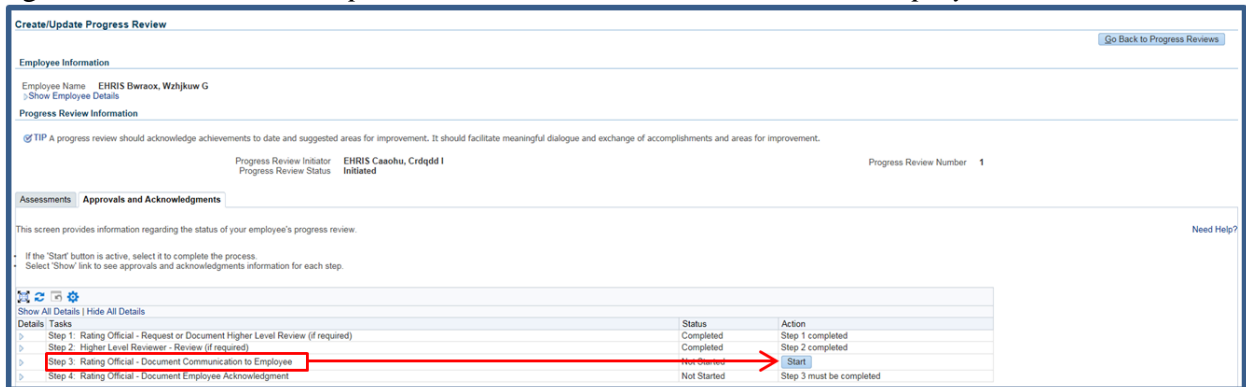 Create/Update Progress Review
Go Back to Progress Reviews
Employee Information
Employee Name EHRIS Bwraox, Wzhjkuw G
Show Employee Details
Progress Review Information
TIP A progress review should acknowledge achievements to date and suggested areas for improvement. It should facilitate meaningful dialogue and exchange of accomplishments and areas for improvement.
Progress Review Initiator EHRIS Caaohu, Crdqdd I Progress Review Number 1
Progress Review Status Initiated
Assessments Approvals and Acknowledgments
This screen provides information regarding the status of your employee's progress review. Need Help?
• If the 'Start' button is active, select it to complete the process.
• Select 'Show' link to see approvals and acknowledgments information for each step.
Show All Details | Hide All Details
Details Tasks Status Action
Step 1: Rating Official - Request or Document Higher Level Review (if required) Completed Step 1 completed
Step 2: Higher Level Reviewer - Review (if required) Completed Step 2 completed
Step 3: Rating Official - Document Communication to Employee Not Started Start
Step 4: Rating Official - Document Employee Acknowledgment Not Started Step 3 must be completed